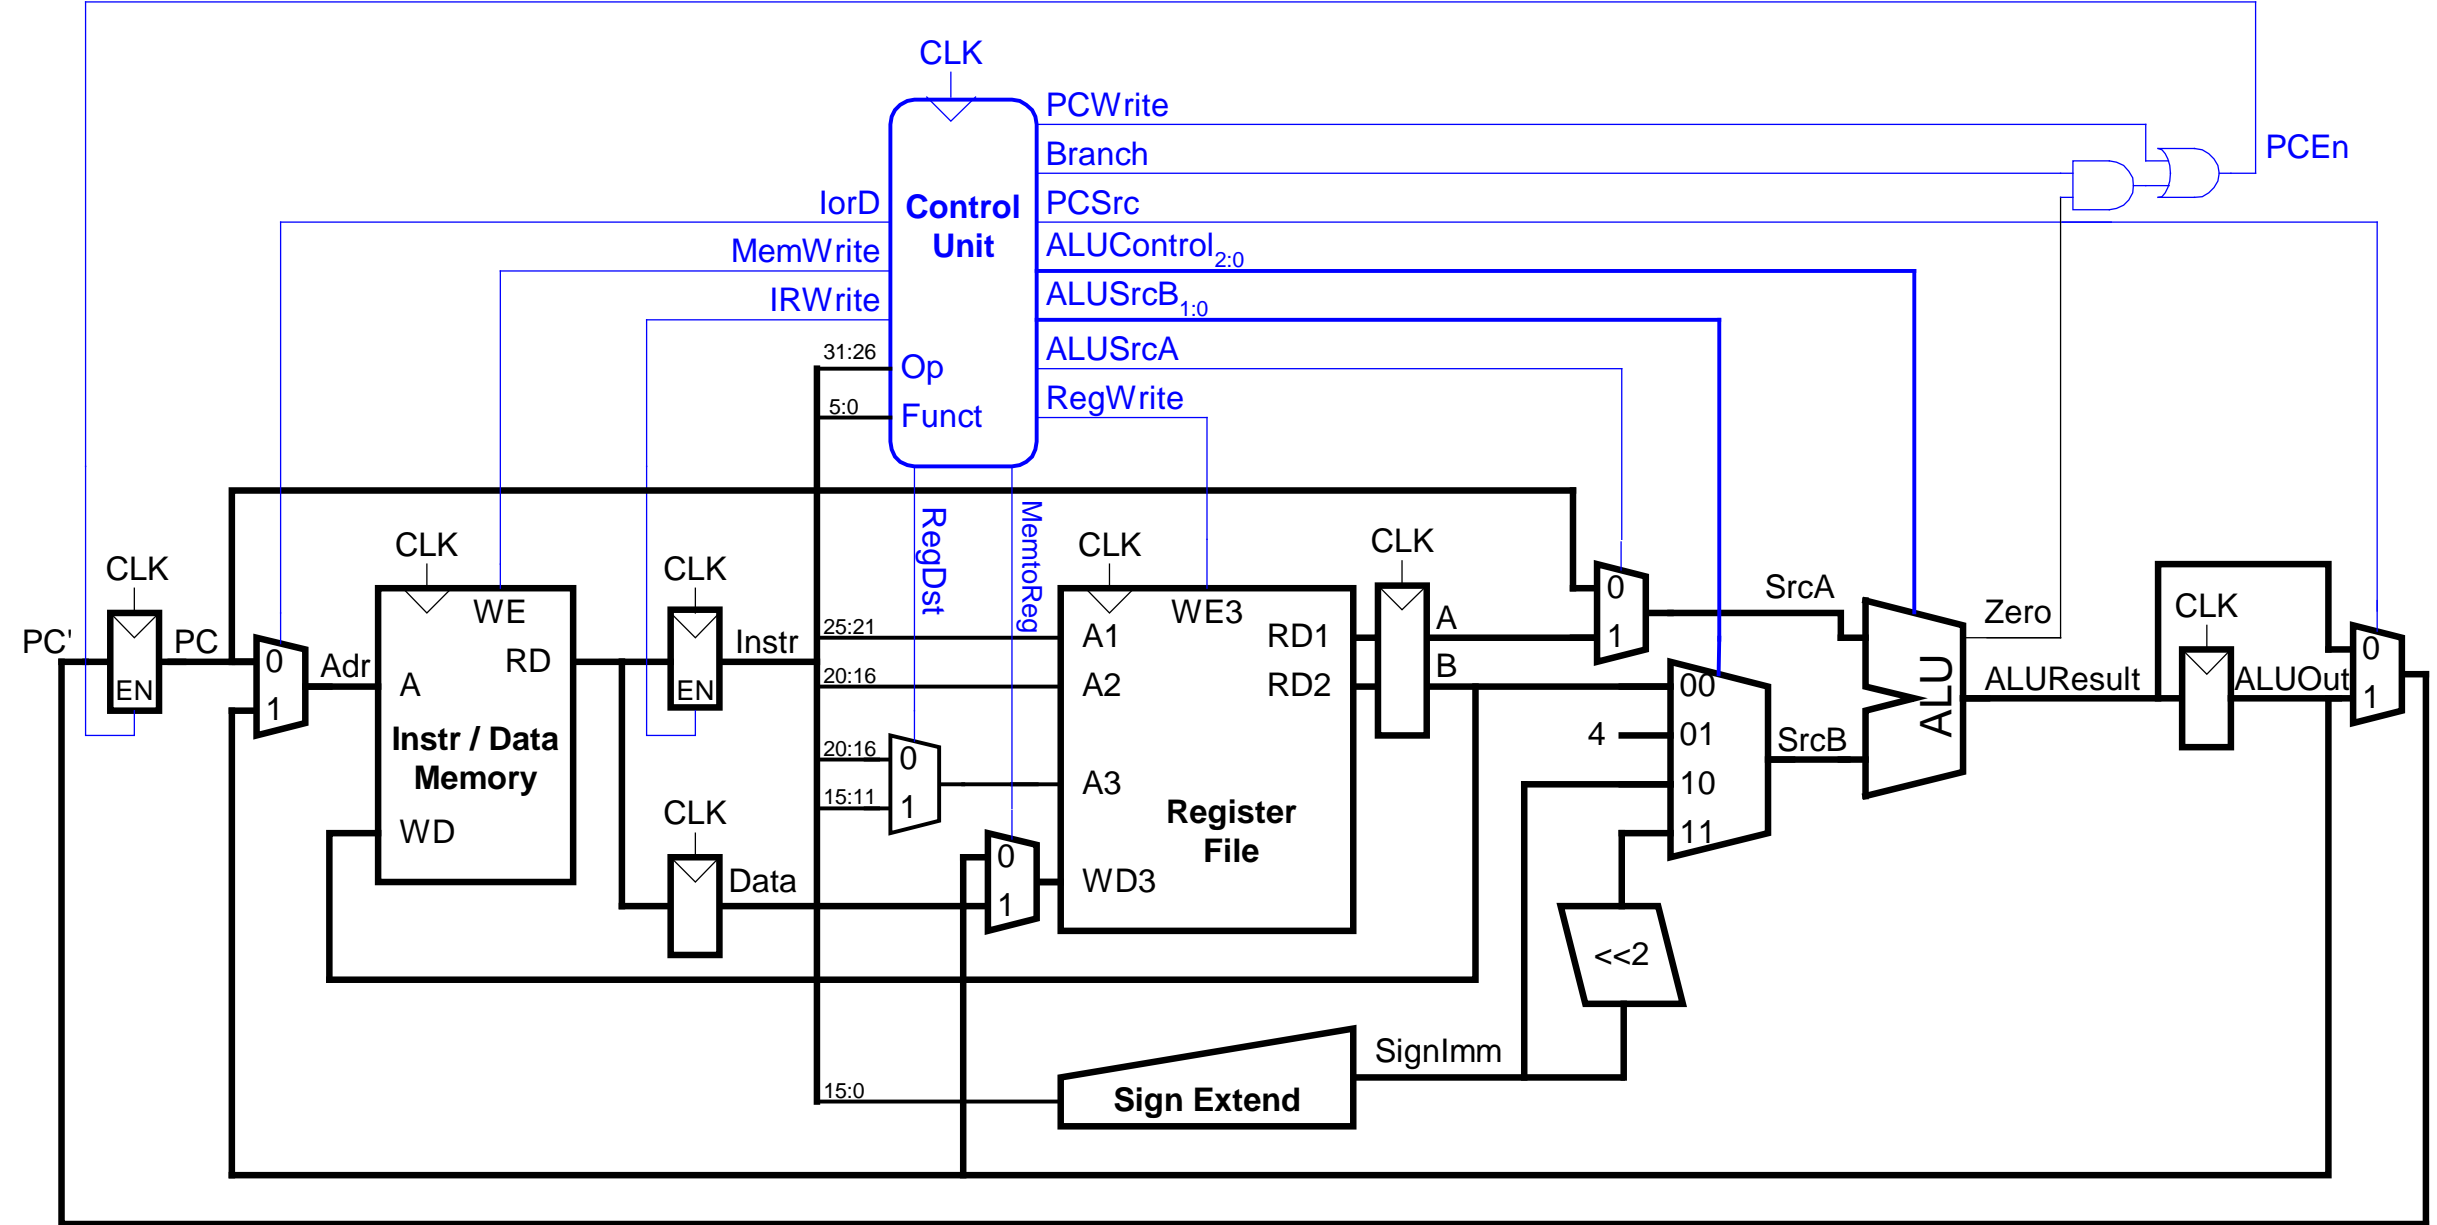 CLK
PCWrite
Branch
PCEn
IorD
Control
Unit
PCSrc
MemWrite
ALUControl2:0
IRWrite
ALUSrcB1:0
31:26
Op
ALUSrcA
5:0
Funct
RegWrite
RegDst
MemtoReg
CLK
CLK
CLK
CLK
CLK
CLK
PC'
PC
EN
0
1
Adr
WE
RD
A
Instr / Data
Memory
WD
EN
Instr
CLK
Data
25:21
20:16
20:16
15:11
0
1
0
1
A1
A2
A3
WD3
WE3
RD1
RD2
Register
File
A
B
0
1
SrcA
00
4
01
10
11
SrcB
<<2
ALU
Zero
ALUResult
ALUOut
0
1
15:0
Sign Extend
SignImm